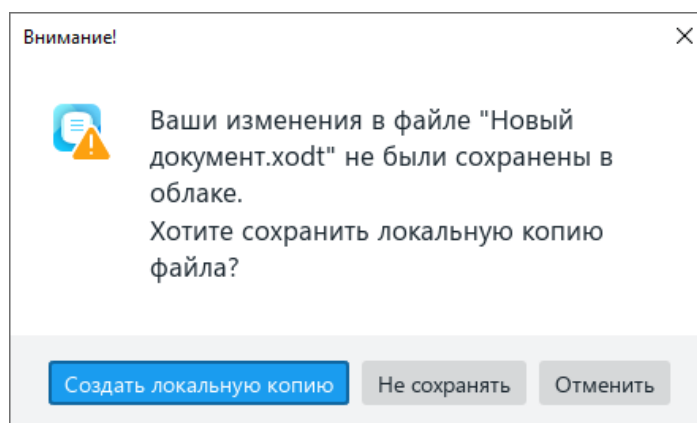 Внимание!
Ваши изменения в файле "Новый
документ.xodt" не были сохранены в
облаке.
Хотите сохранить локальную копию
файла?
Создать локальную копию Не сохранять Отменить